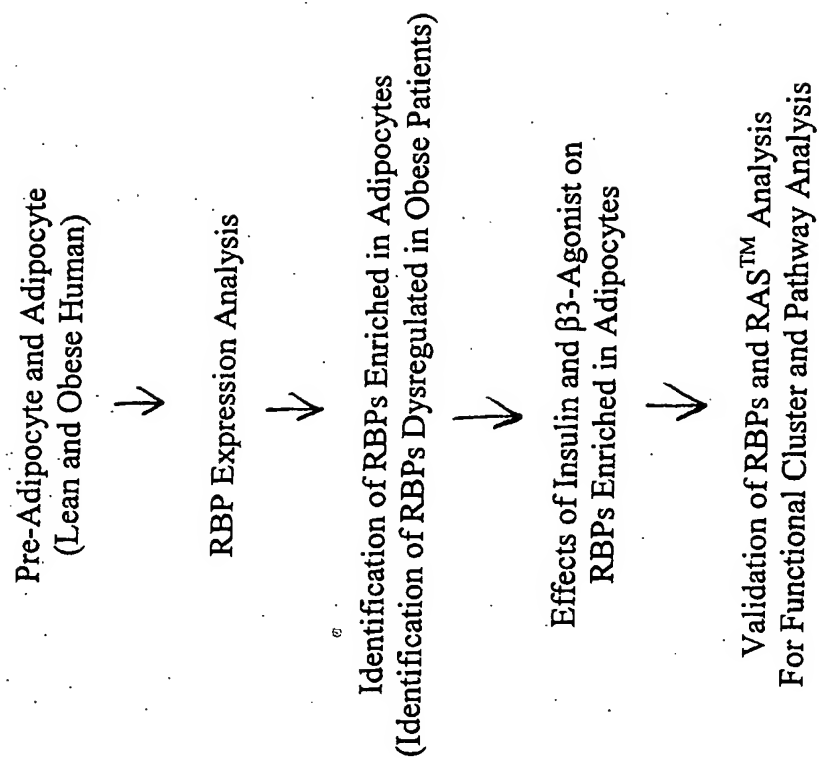 Pre-Adipocyte and Adipocyte
(Lean and Obese Human)
RBP Expression Analysis
Identification of RBPs Enriched in Adipocytes
(Identification of RBPs Dysregulated in Obese Patients)
Effects of Insulin and β3-Agonist on
RBPs Enriched in Adipocytes
Validation of RBPs and RAS™ Analysis
For Functional Cluster and Pathway Analysis